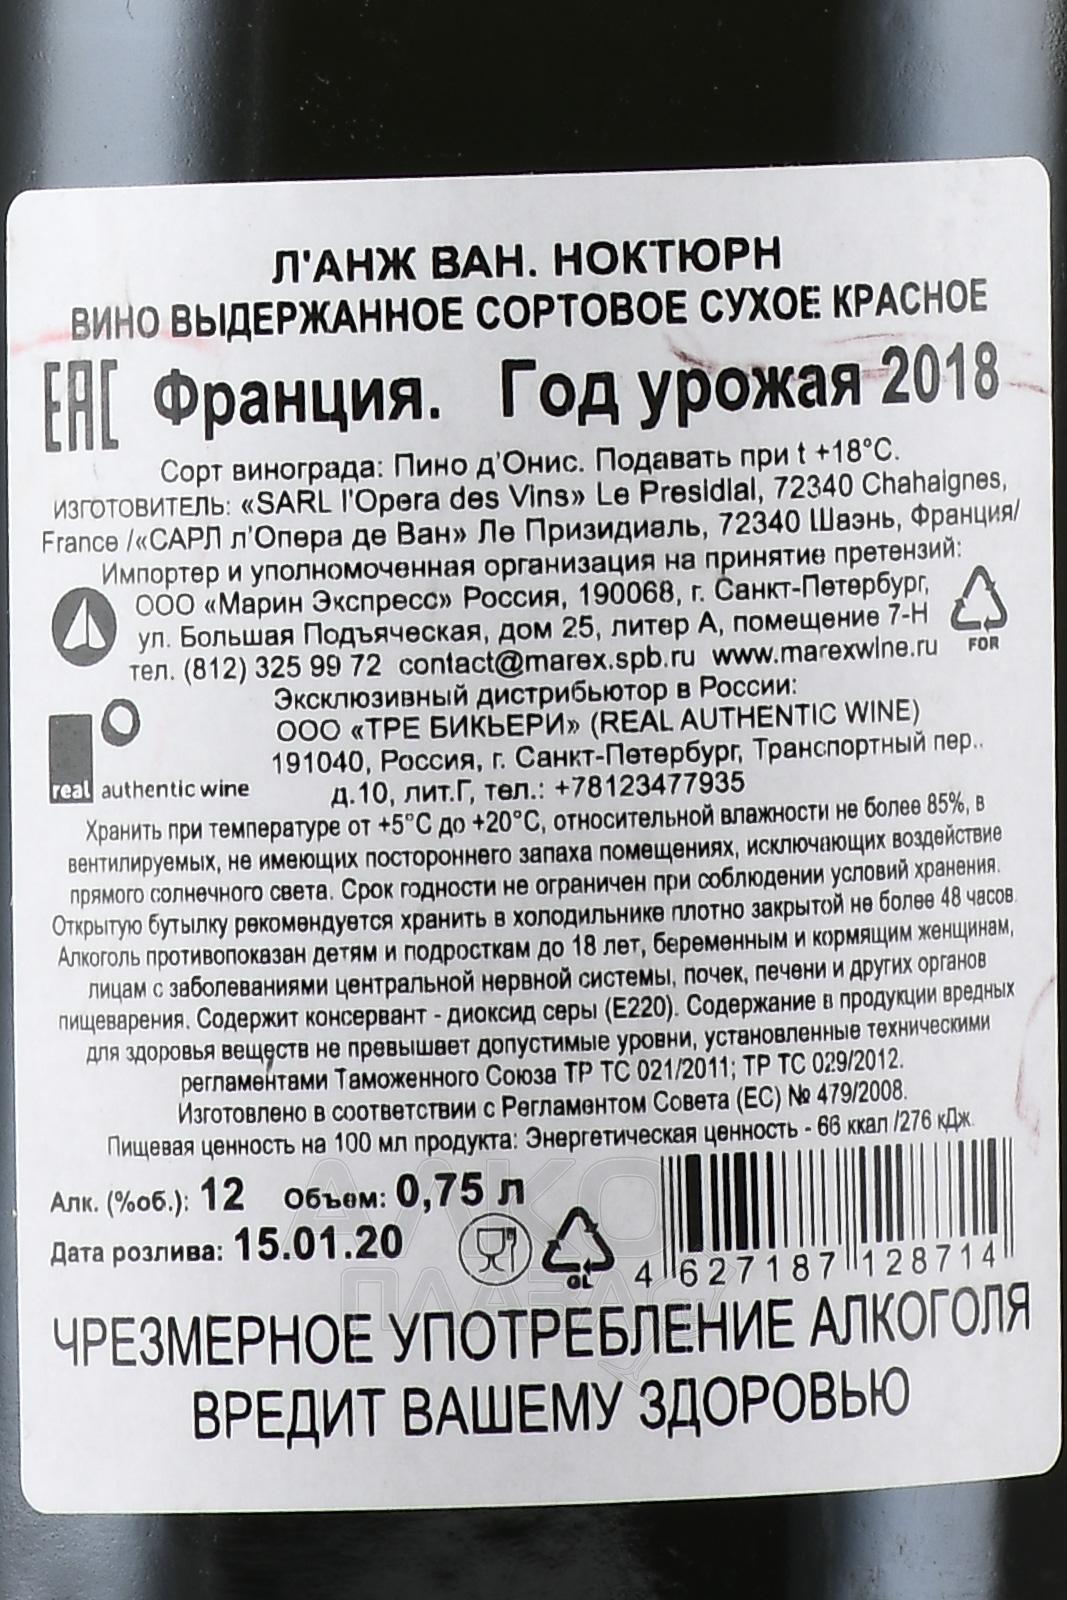 Л'АНЖ ВАН. НОКТЮРН
ВИНО ВЫДЕРЖАННОЕ СОРТОВОЕ СУХОЕ КРАСНОЕ
ЕАС Франция. Год урожая 2018
Сорт винограда: Пино д'Онис. Подавать при t +18°C.
ИЗГОТОВИТЕЛЬ: «SARL l'Opera des Vins» Le Presidial, 72340 Chahaignes,
France /«САРЛ л'Опера де Ван» Ле Призидиаль, 72340 Шаэнь, Франция/
Импортер и уполномоченная организация на принятие претензий:
ООО «Марин Экспресс» Россия, 190068, г. Санкт-Петербург,
ул. Большая Подъяческая, дом 25, литер А, помещение 7-Н
FOR
тел. (812) 325 99 72 contact@marex.spb.ru www.marexwine.ru
Эксклюзивный дистрибьютор в России:
ООО «ТРЕ БИКЬЕРИ» (REAL AUTHENTIC WINE)
191040, Россия, г. Санкт-Петербург, Транспортный пер..
real authentic wine
д.10, лит.Г, тел.: +78123477935
Хранить при температуре от +5°C до +20°C, относительной влажности не более 85%, в
вентилируемых, не имеющих постороннего запаха помещениях, исключающих воздействие
прямого солнечного света. Срок годности не ограничен при соблюдении условий хранения.
Открытую бутылку рекомендуется хранить в холодильнике плотно закрытой не более 48 часов.
Алкоголь противопоказан детям и подросткам до 18 лет, беременным и кормящим женщинам,
лицам с заболеваниями центральной нервной системы, почек, печени и других органов
пищеварения. Содержит консервант - диоксид серы (Е220). Содержание в продукции вредных
для здоровья веществ не превышает допустимые уровни, установленные техническими
регламентами Таможенного Союза ТР ТС 021/2011; ТР ТС 029/2012.
Изготовлено в соответствии с Регламентом Совета (ЕС) № 479/2008.
Пищевая ценность на 100 мл продукта: Энергетическая ценность - 66 ккал /276 кДж.
Алк. (%об.): 12 Объем: 0,75 л
Дата розлива: 15.01.20
GL
4 627187 128714
АЛКО
ПЛАЗА
ЧРЕЗМЕРНОЕ УПОТРЕБЛЕНИЕ АЛКОГОЛЯ
ВРЕДИТ ВАШЕМУ ЗДОРОВЬЮ